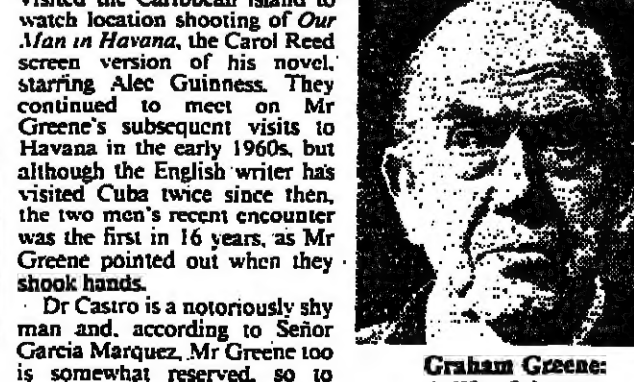 visited the Caribbean island to
watch location shooting of Our
Man in Havana, the Carol Reed
screen version of his novel,
starring Alec Guinness. They
continued to meet on Mr
Greene's subsequent visits to
Havana in the early 1960s, but
although the English writer has
visited Cuba twice since then,
the two men's recent encounter
was the first in 16 years, as Mr
Greene pointed out when they
shook hands.
Dr Castro is a notoriously shy
man and, according to Señor
Garcia Marquez, Mr Greene too
is somewhat reserved, so to
Graham Greene: